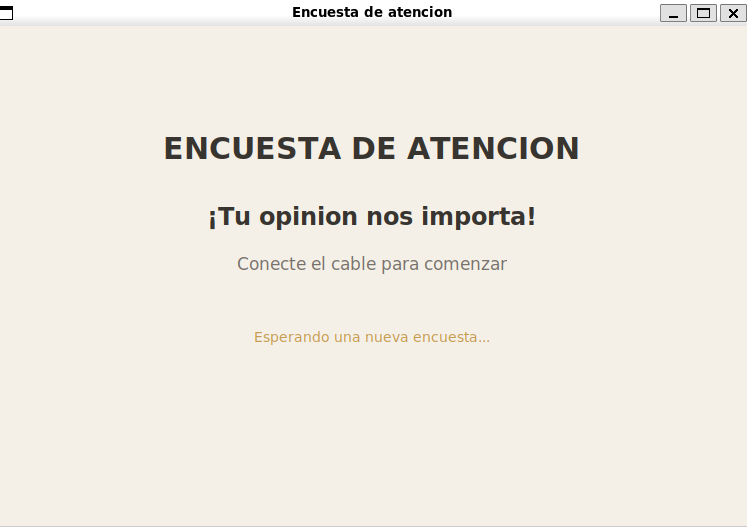 Encuesta de atencion
ENCUESTA DE ATENCION
¡Tu opinion nos importa!
Conecte el cable para comenzar
Esperando una nueva encuesta...